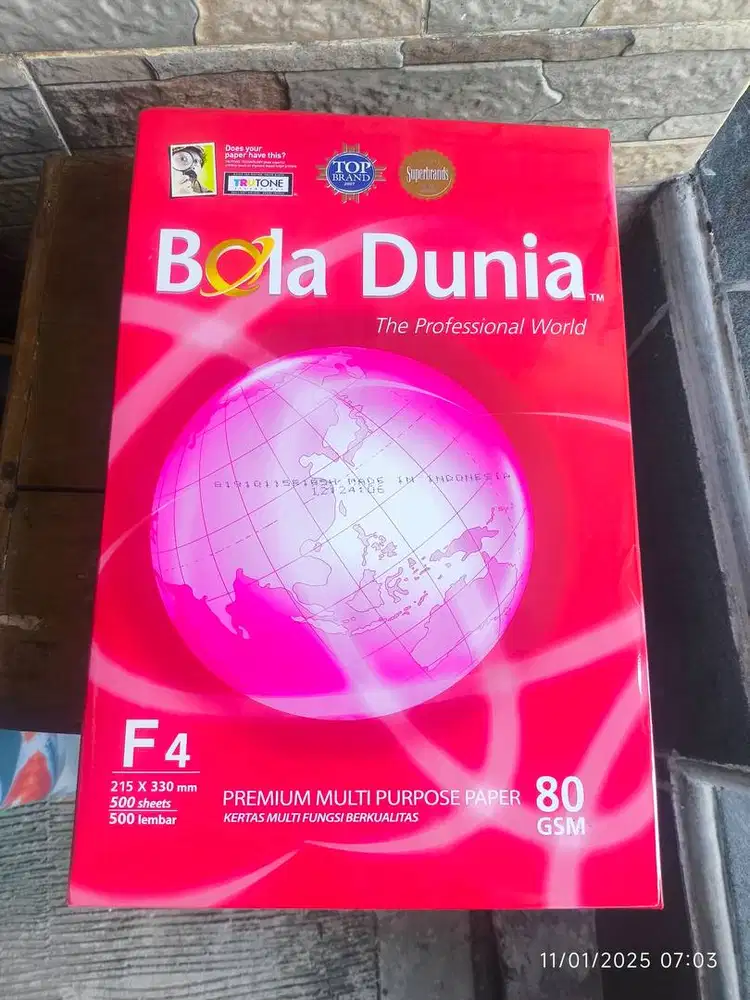 Does your
paper have this?
TRUTONE
TOP
BRAND
2007
Superbrands
Bola Dunia™
The Professional World
MADE IN INDONESIA
F4
215 X 330 mm
500 sheets
500 lembar
PREMIUM MULTI PURPOSE PAPER
KERTAS MULTI FUNGSI BERKUALITAS
80
GSM
11/01/2025 07:03